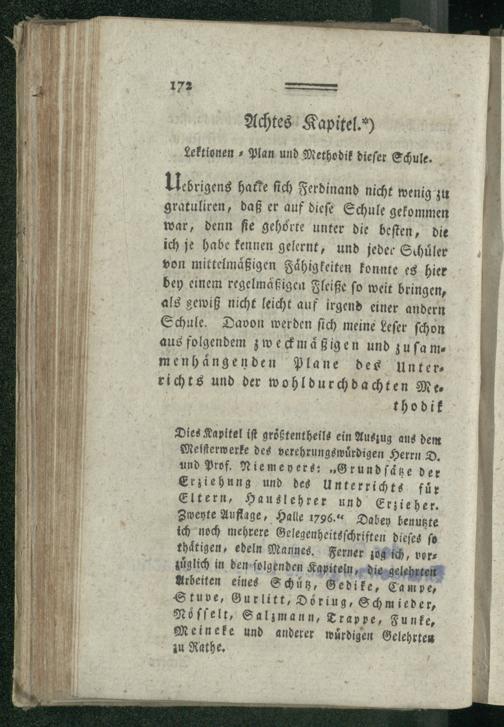 172
Achtes Kapitel.*)
Lektionen - Plan und Methodik dieser Schule.
Uebrigens hatte sich Ferdinand nicht wenig zu
gratuliren, daß er auf diese Schule gekommen
war, denn sie gehörte unter die besten, die
ich je habe kennen gelernt, und jeder Schüler
von mittelmäßigen Fähigkeiten konnte es hier
bey einem regelmäßigen Fleiße so weit bringen,
als gewiß nicht leicht auf irgend einer andern
Schule. Davon werden sich meine Leser schon
aus folgendem zweckmäßigen und zusam-
menhängenden Plane des Unter-
richts und der wohldurchdachten Me-
thodik
Dies Kapitel ist größtentheils ein Auszug aus dem
Meisterwerke des verehrungswürdigen Herrn D.
und Prof. Niemeyers: „Grundsätze der
Erziehung und des Unterrichts für
Eltern, Hauslehrer und Erzieher.
Zweyte Auflage, Halle 1796.“ Dabey benutzte
ich noch mehrere Gelegenheitsschriften dieses so
thätigen, edeln Mannes. Ferner zog ich, vor-
züglich in den folgenden Kapiteln, die gelehrten
Arbeiten eines Schütz, Gedike, Campe,
Stuve, Gurlitt, Döring, Schmieder,
Nösselt, Salzmann, Trappe, Funke,
Meineke und anderer würdigen Gelehrten
zu Rathe.